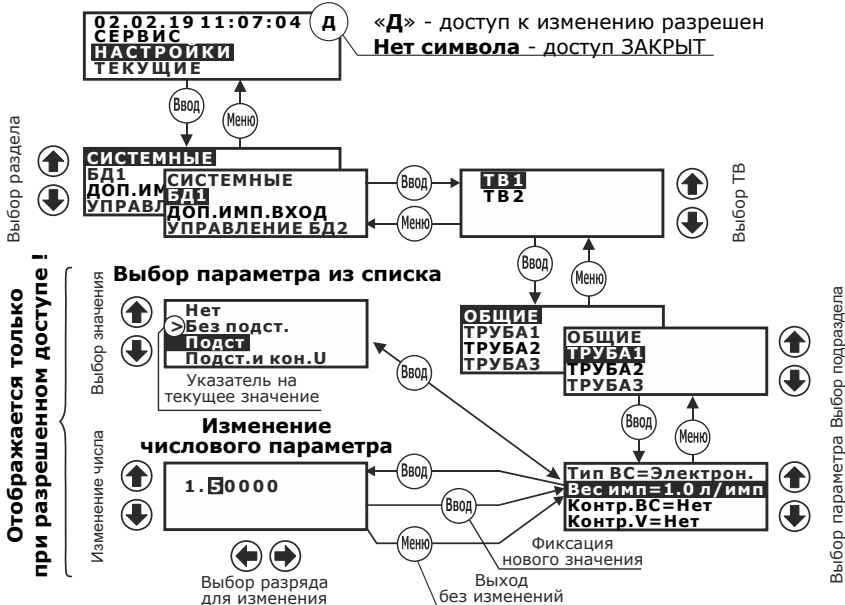 02.02.19 11:07:04
Д
СЕРВИС
НАСТРОЙКИ
ТЕКУЩИЕ
«Д» - доступ к изменению разрешен
Нет символа - доступ ЗАКРЫТ
Ввод
Меню
Выбор раздела
СИСТЕМНЫЕ
БД1
ДОП.ИМ
УПРАВЛ
СИСТЕМНЫЕ
БД1
ДОП.ИМП.ВХОД
УПРАВЛЕНИЕ БД2
Ввод
Меню
ТВ1
ТВ2
Выбор ТВ
Ввод
Меню
Отображается только
при разрешенном доступе !
Выбор параметра из списка
Выбор значения
Нет
>Без подст.
Подст
Подст.и кон.U
Указатель на
текущее значение
Ввод
ОБЩИЕ
ТРУБА1
ТРУБА2
ТРУБА3
ОБЩИЕ
ТРУБА1
ТРУБА2
ТРУБА3
Выбор подраздела
Ввод
Меню
Изменение
числового параметра
Изменение числа
1.50000
Ввод
Ввод
Меню
Тип ВС=Электрон.
Вес имп=1.0 л/имп
Контр.ВС=Нет
Контр.V=Нет
Выбор параметра
Фиксация
нового значения
Выход
без изменений
Выбор разряда
для изменения